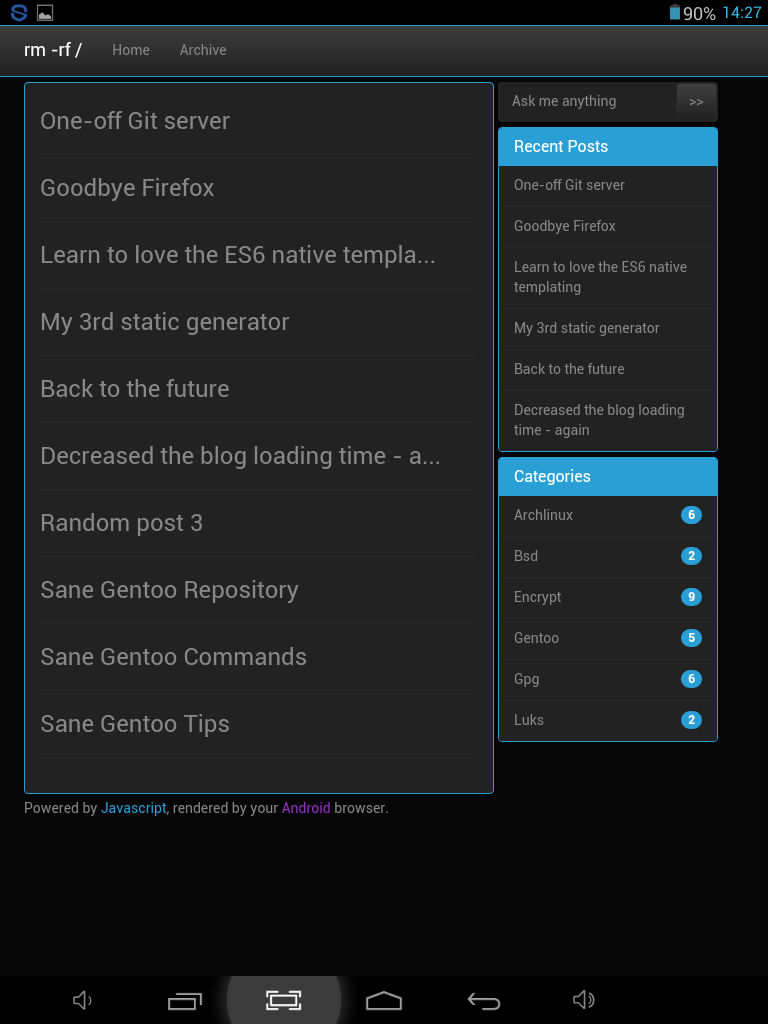 90% 14:27
rm -rf / Home Archive
One-off Git server
Goodbye Firefox
Learn to love the ES6 native templa...
My 3rd static generator
Back to the future
Decreased the blog loading time - a...
Random post 3
Sane Gentoo Repository
Sane Gentoo Commands
Sane Gentoo Tips
Ask me anything >>
Recent Posts
One-off Git server
Goodbye Firefox
Learn to love the ES6 native
templating
My 3rd static generator
Back to the future
Decreased the blog loading
time - again
Categories
Archlinux 6
Bsd 2
Encrypt 9
Gentoo 5
Gpg 6
Luks 2
Powered by Javascript, rendered by your Android browser.